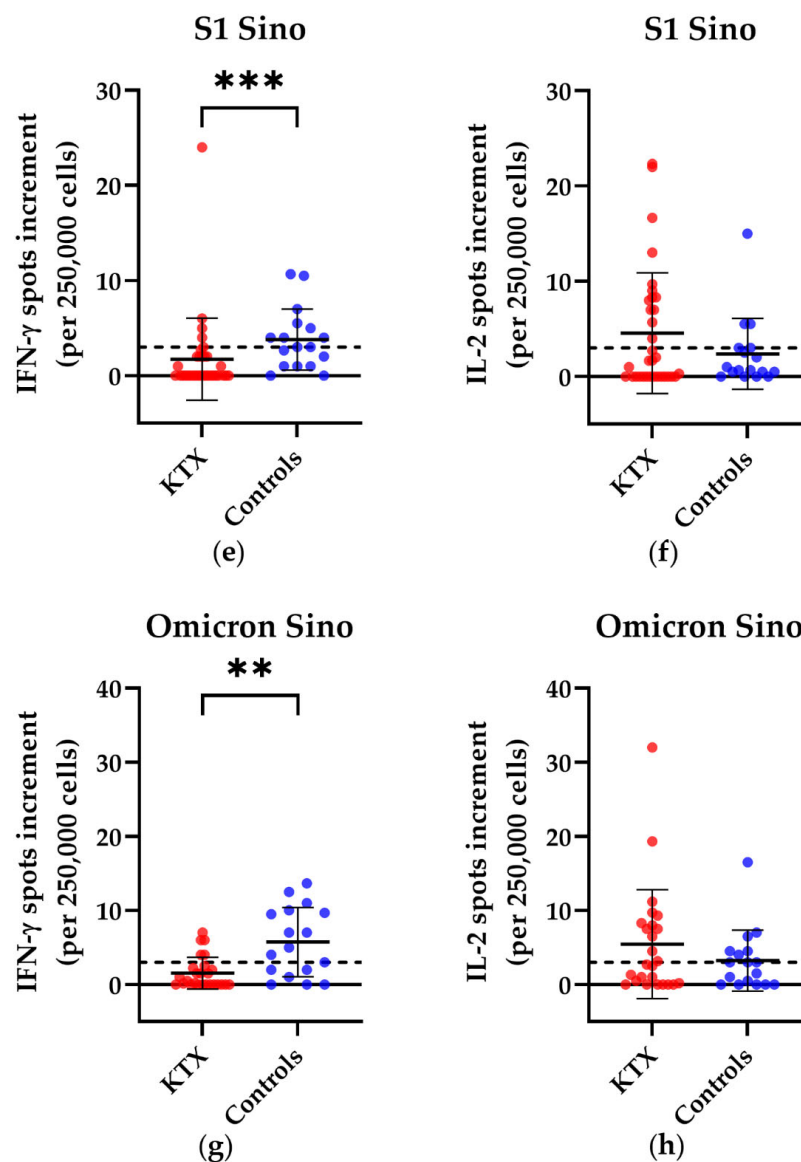 S1 Sino
***
IFN-γ spots increment
(per 250,000 cells)
30
20
10
0
KTX
Controls
(e)
S1 Sino
IL-2 spots increment
(per 250,000 cells)
30
20
10
0
KTX
Controls
(f)
Omicron Sino
**
IFN-γ spots increment
(per 250,000 cells)
40
30
20
10
0
KTX
Controls
(g)
Omicron Sino
IL-2 spots increment
(per 250,000 cells)
40
30
20
10
0
KTX
Controls
(h)